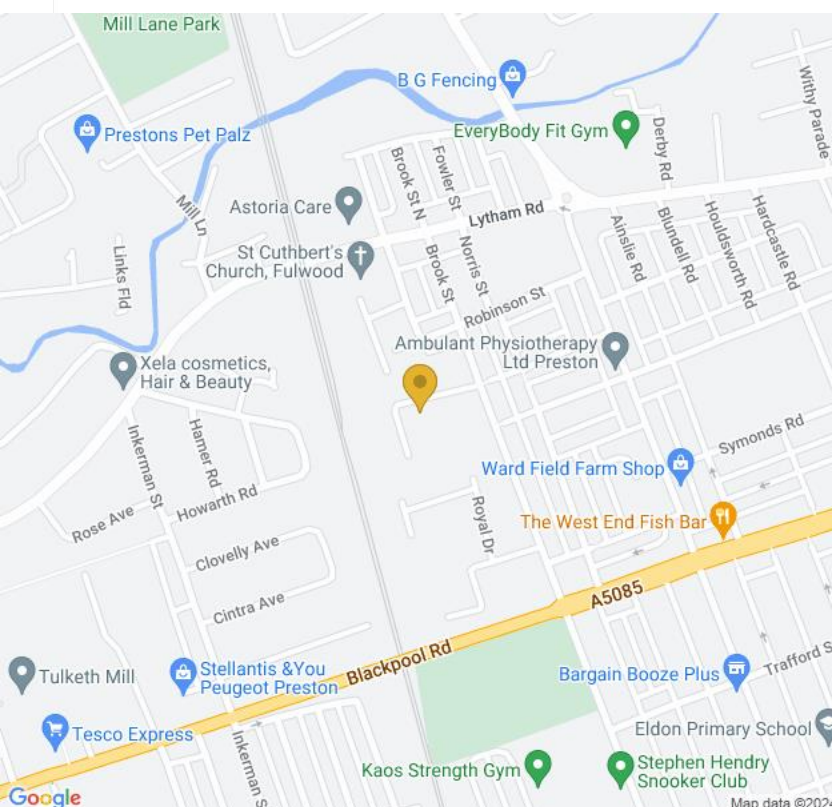 Mill Lane Park
B G Fencing
Prestons Pet Palz
EveryBody Fit Gym
Derby Rd
Withy Parade
Mill Ln
Astoria Care
Brook St N
Fowler St
Lytham Rd
Ainslie Rd
Blundell Rd
Houldsworth Rd
Hardcastle Rd
Links Fld
St Cuthbert's
Church, Fulwood
Brook St
Norris St
Robinson St
Ambulant Physiotherapy
Ltd Preston
Xela cosmetics,
Hair & Beauty
Inkerman St
Hamer Rd
Howarth Rd
Rose Ave
Symonds Rd
Ward Field Farm Shop
Royal Dr
The West End Fish Bar
Clovelly Ave
Cintra Ave
A5085
Blackpool Rd
Tulketh Mill
Stellantis &You
Peugeot Preston
Bargain Booze Plus
Trafford S
Tesco Express
Inkerman S
Eldon Primary School
Kaos Strength Gym
Stephen Hendry
Snooker Club
Google
Map data ©2024